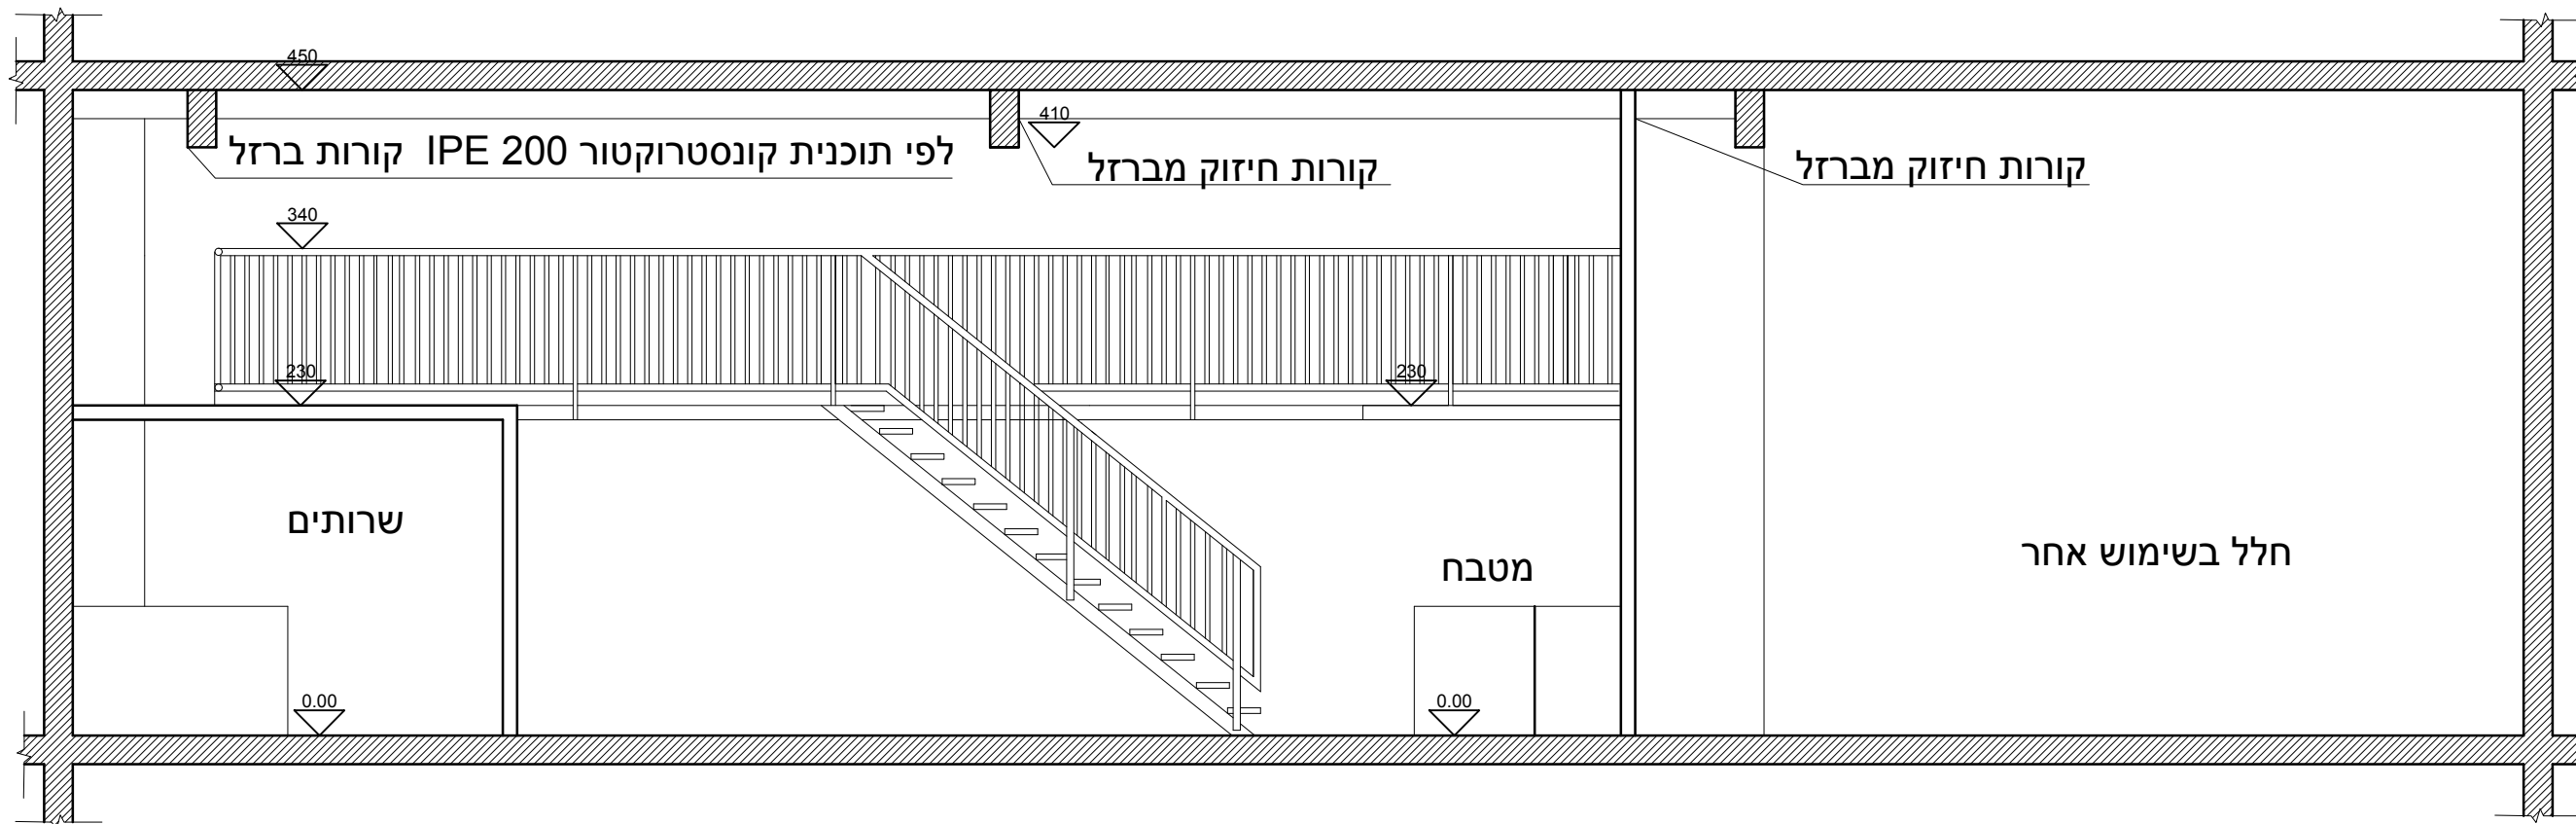 450
410
קורות ברזל IPE 200 לפי תוכנית קונסטרוקטור
קורות חיזוק מברזל
קורות חיזוק מברזל
340
230
230
שרותים
מטבח
חלל בשימוש אחר
0.00
0.00